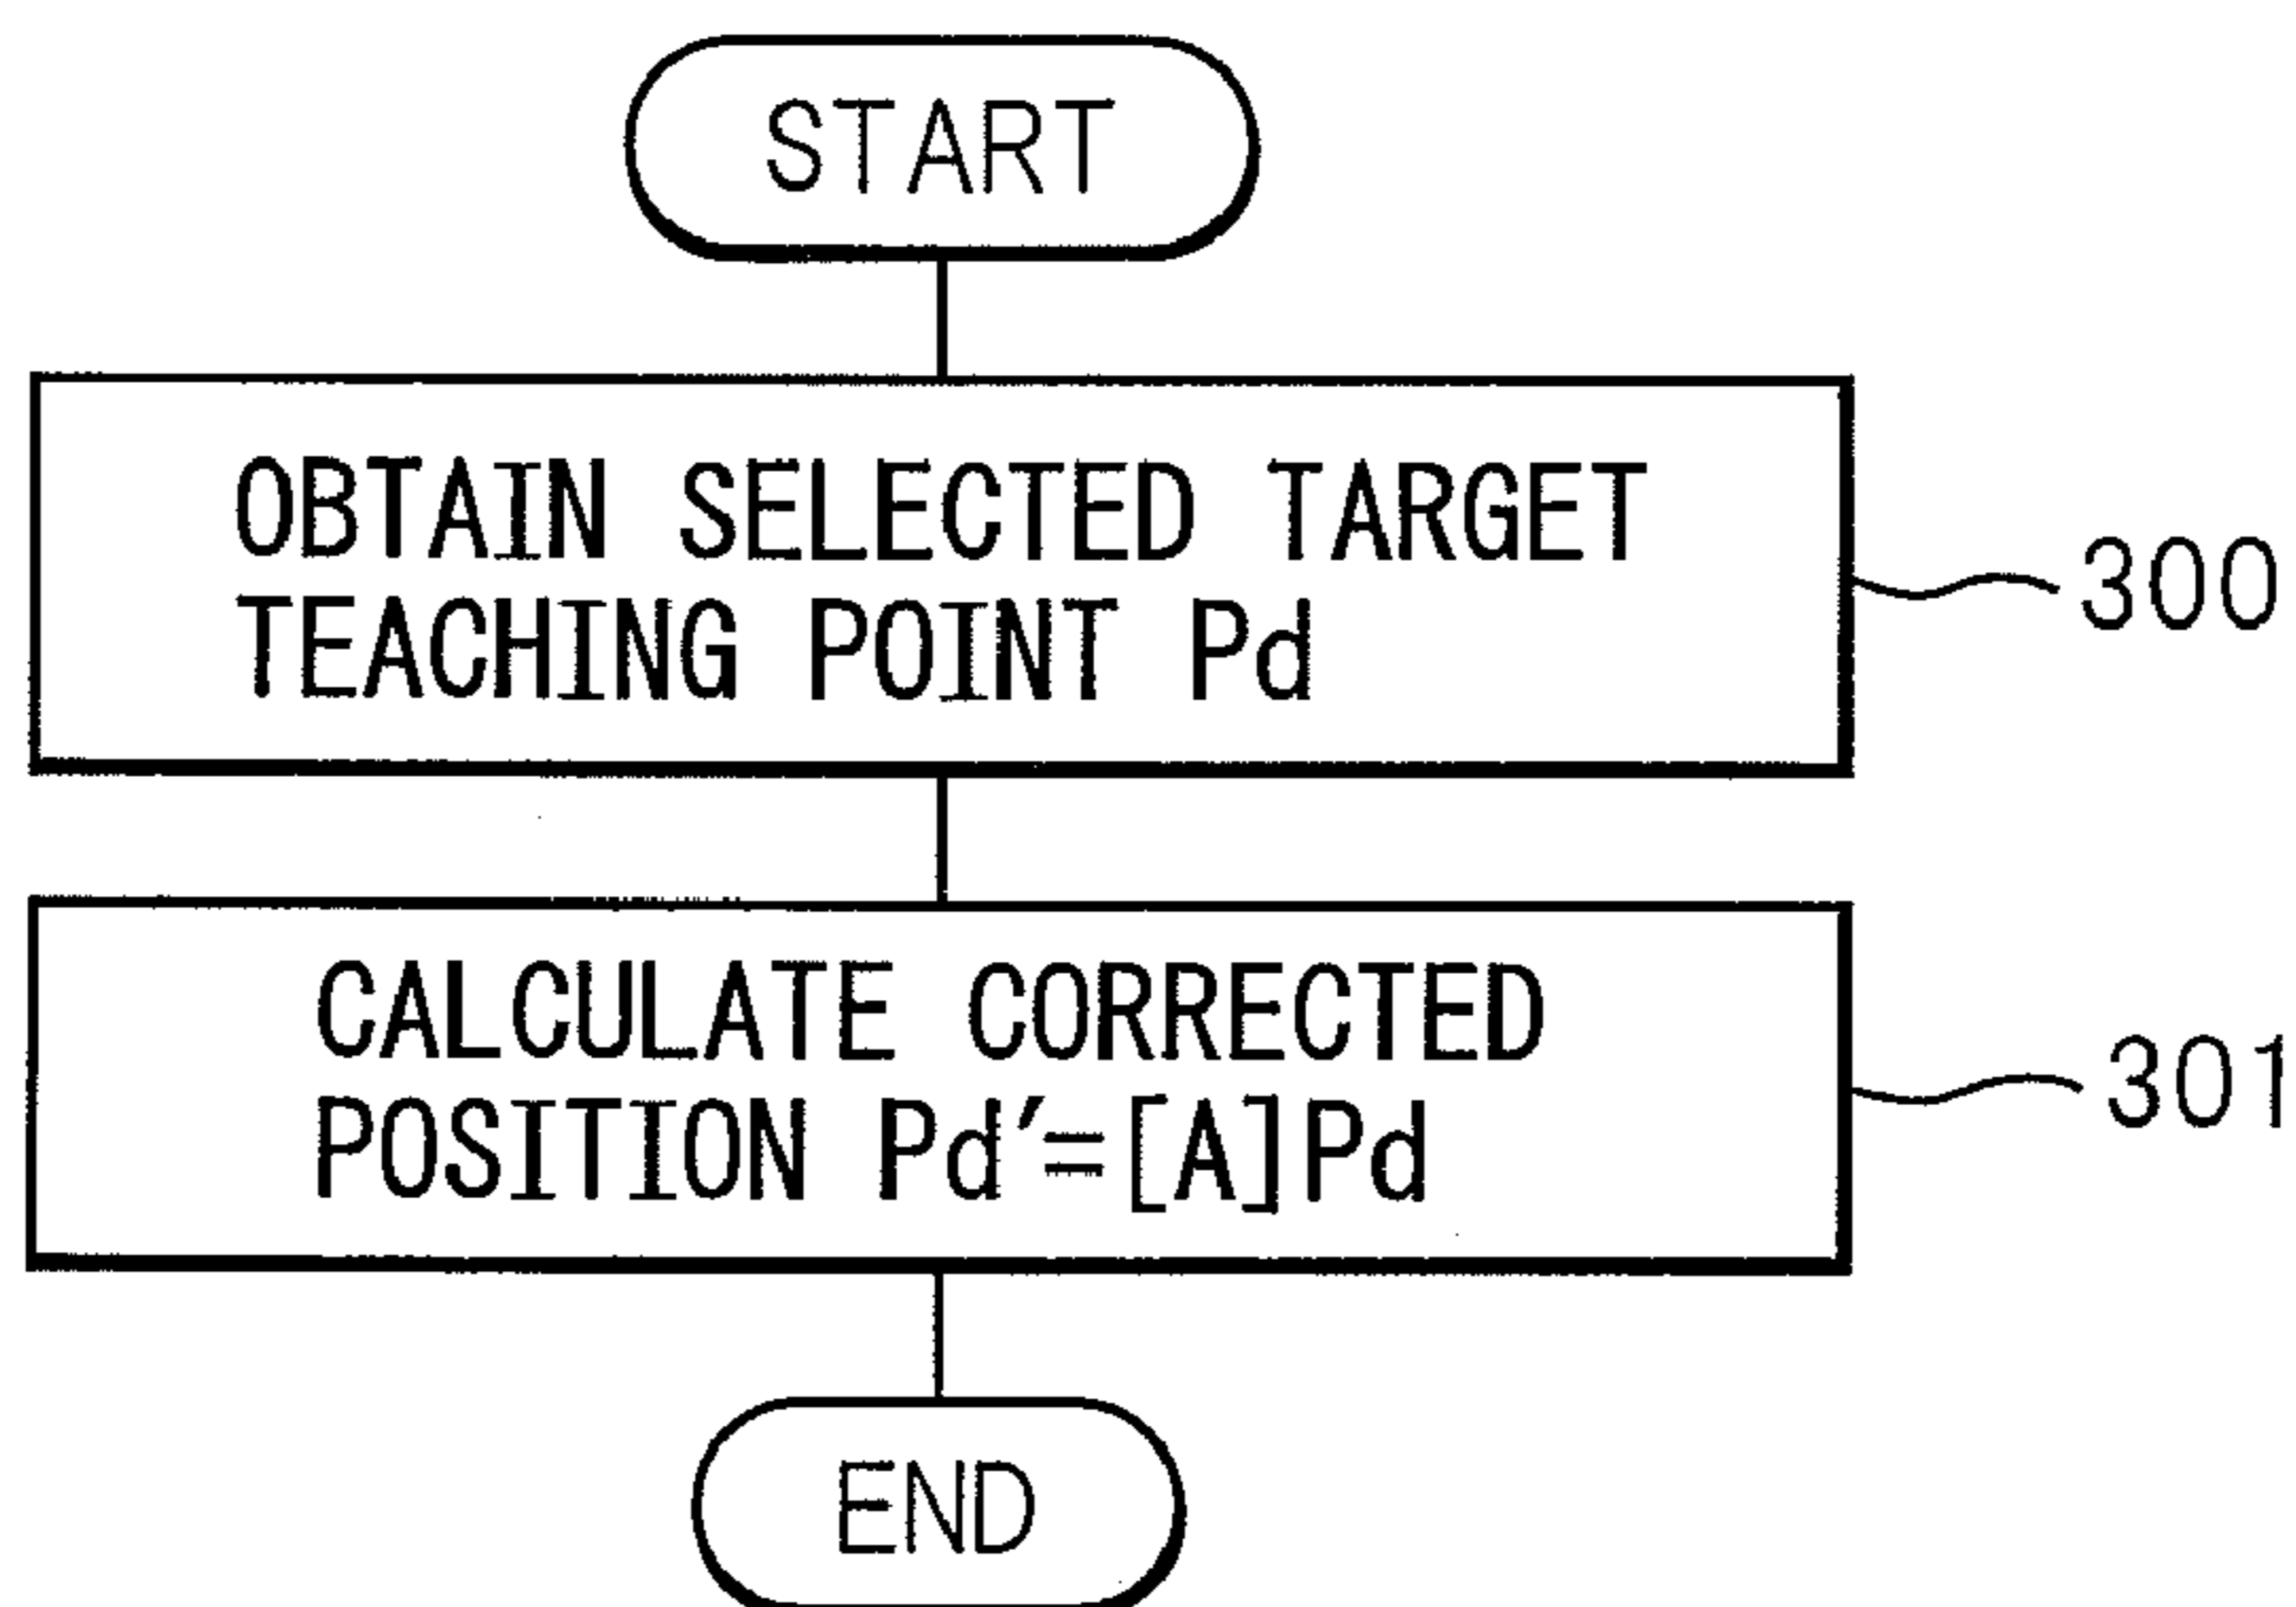 START
OBTAIN SELECTED TARGET
TEACHING POINT Pd
300
CALCULATE CORRECTED
POSITION Pd'=[A]Pd
301
END